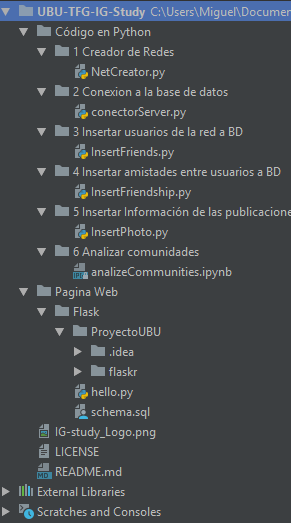 UBU-TFG-IG-Study C:\Users\Miguel\Documen
Código en Python
1 Creador de Redes
NetCreator.py
2 Conexion a la base de datos
conectorServer.py
3 Insertar usuarios de la red a BD
InsertFriends.py
4 Insertar amistades entre usuarios a BD
InsertFriendship.py
5 Insertar Información de las publicacione
InsertPhoto.py
6 Analizar comunidades
analizeCommunities.ipynb
Pagina Web
Flask
ProyectoUBU
.idea
flaskr
hello.py
schema.sql
IG-study_Logo.png
LICENSE
README.md
External Libraries
Scratches and Consoles